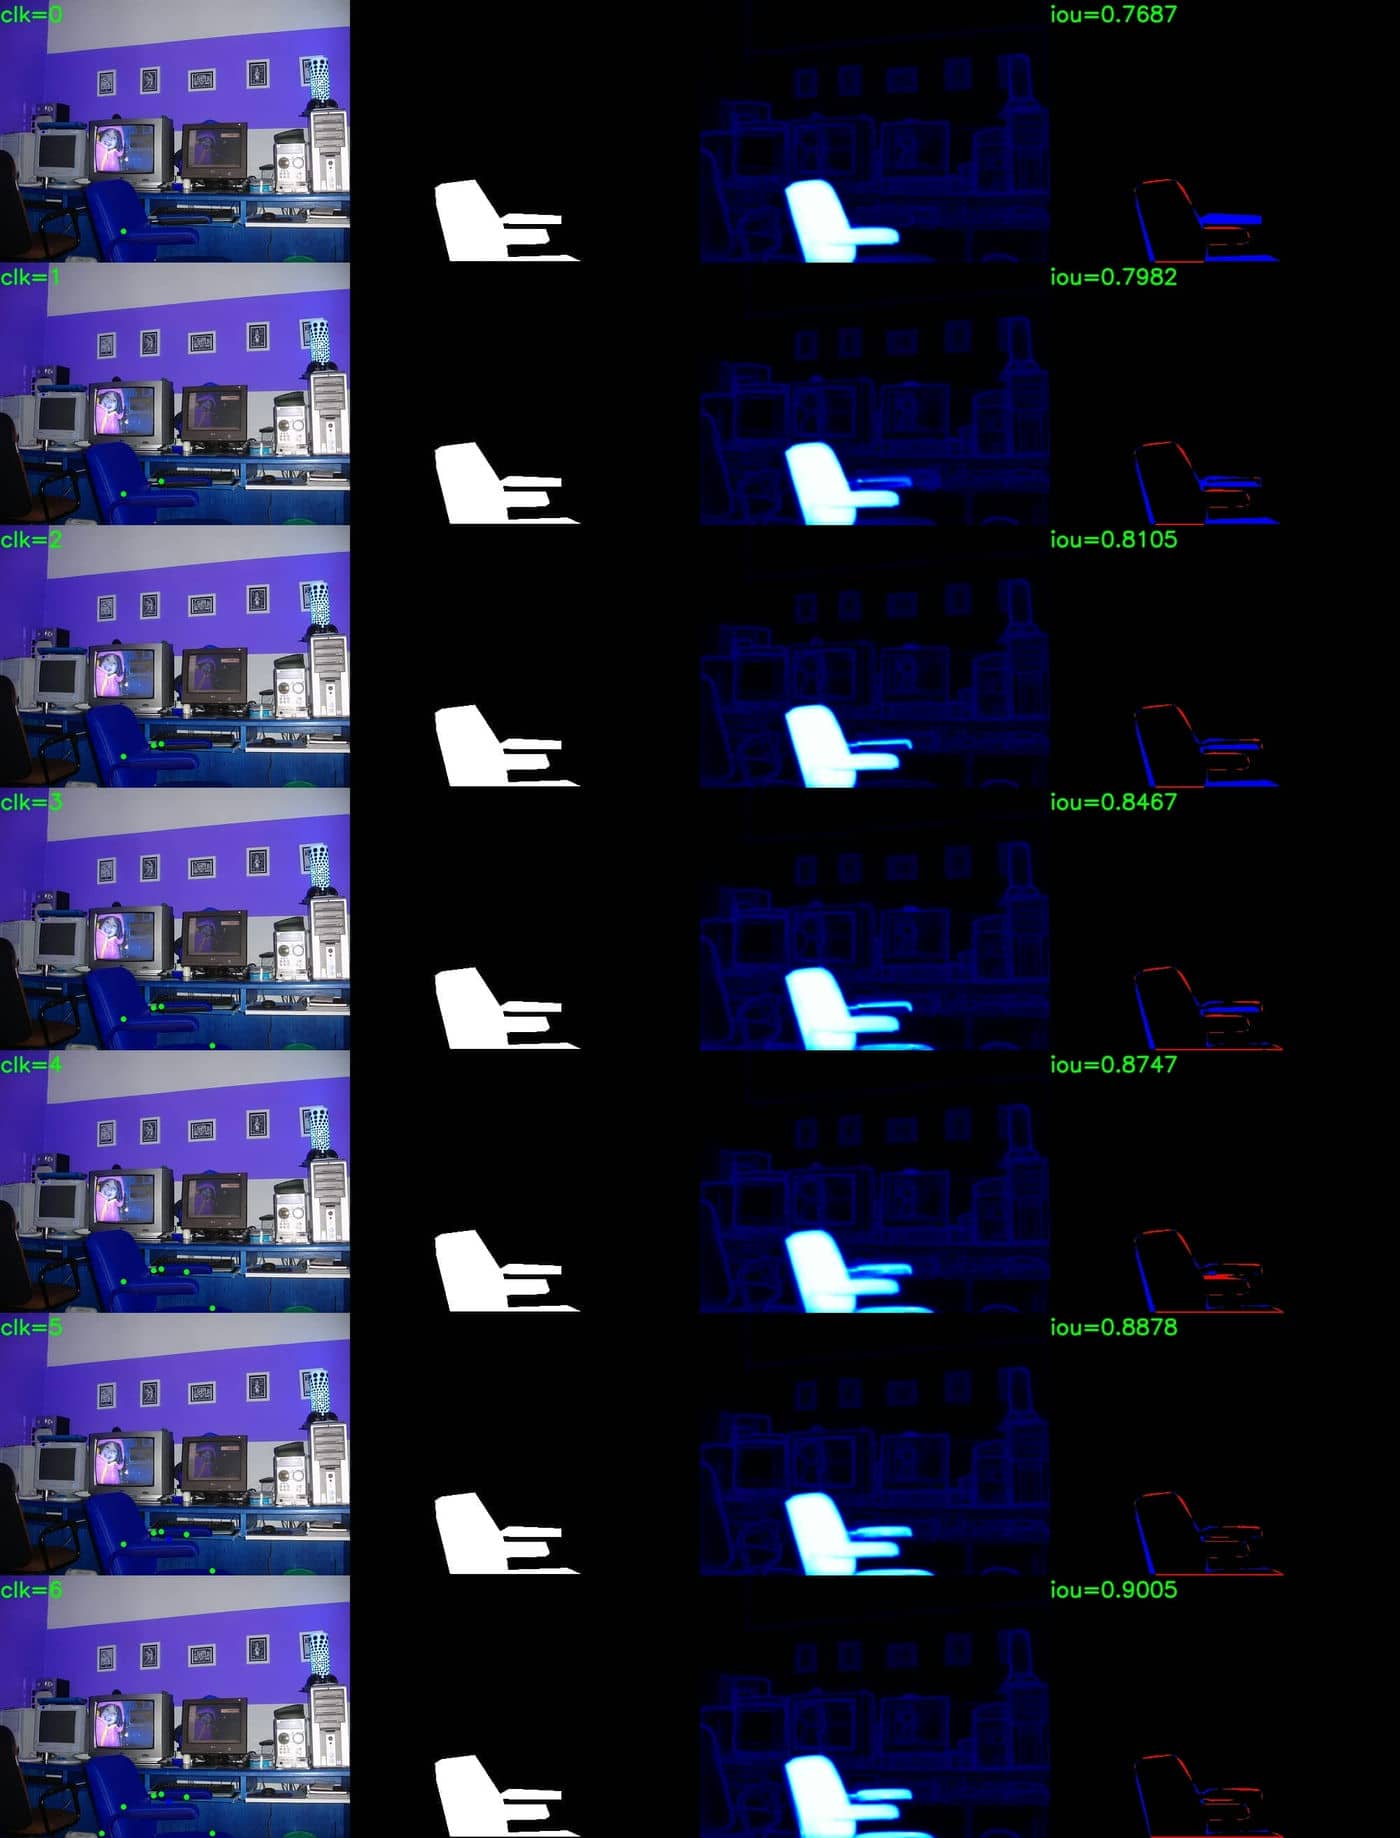 clk=0 iou=0.7687
clk=1 iou=0.7982
clk=2 iou=0.8105
clk=3 iou=0.8467
clk=4 iou=0.8747
clk=5 iou=0.8878
clk=6 iou=0.9005